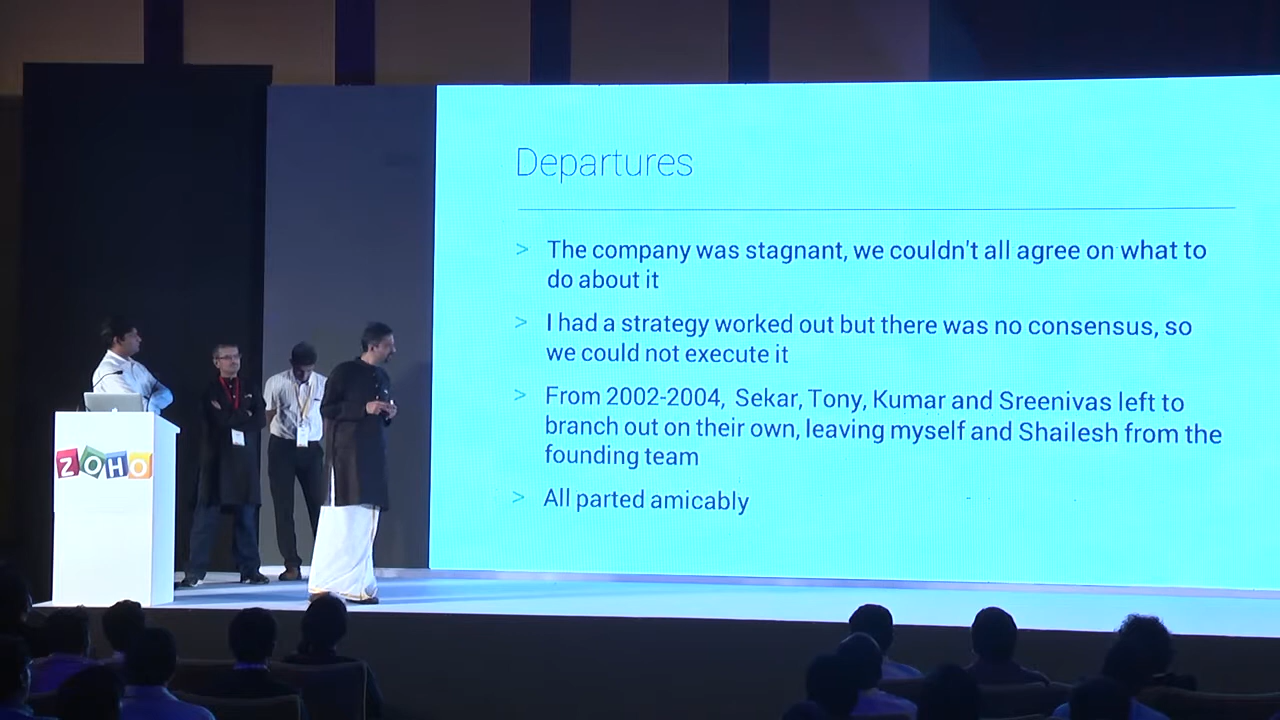 Departures
> The company was stagnant, we couldn't all agree on what to
do about it
> I had a strategy worked out but there was no consensus, so
we could not execute it
> From 2002-2004, Sekar, Tony, Kumar and Sreenivas left to
branch out on their own, leaving myself and Shailesh from the
founding team
> All parted amicably
ZOHO